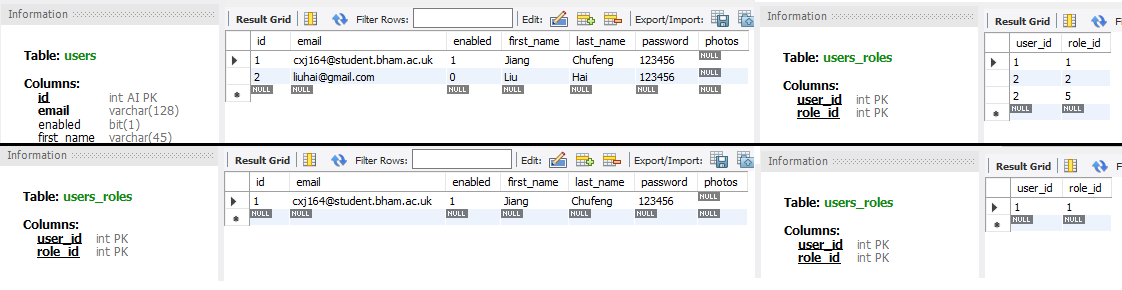 Information
Table: users
Columns:
id int AI PK
email varchar(128)
enabled bit(1)
first_name varchar(45)
Result Grid Filter Rows: Edit: Export/Import:
id email enabled first_name last_name password photos
1 cxj164@student.bham.ac.uk 1 Jiang Chufeng 123456 NULL
2 liuhai@gmail.com 0 Liu Hai 123456 NULL
NULL NULL NULL NULL NULL NULL NULL
Information
Table: users_roles
Columns:
user_id int PK
role_id int PK
Result Grid
user_id role_id
1 1
2 2
2 5
NULL NULL
Information
Table: users_roles
Columns:
user_id int PK
role_id int PK
Result Grid Filter Rows: Edit: Export/Import:
id email enabled first_name last_name password photos
1 cxj164@student.bham.ac.uk 1 Jiang Chufeng 123456 NULL
NULL NULL NULL NULL NULL NULL NULL
Information
Table: users_roles
Columns:
user_id int PK
role_id int PK
Result Grid
user_id role_id
1 1
NULL NULL